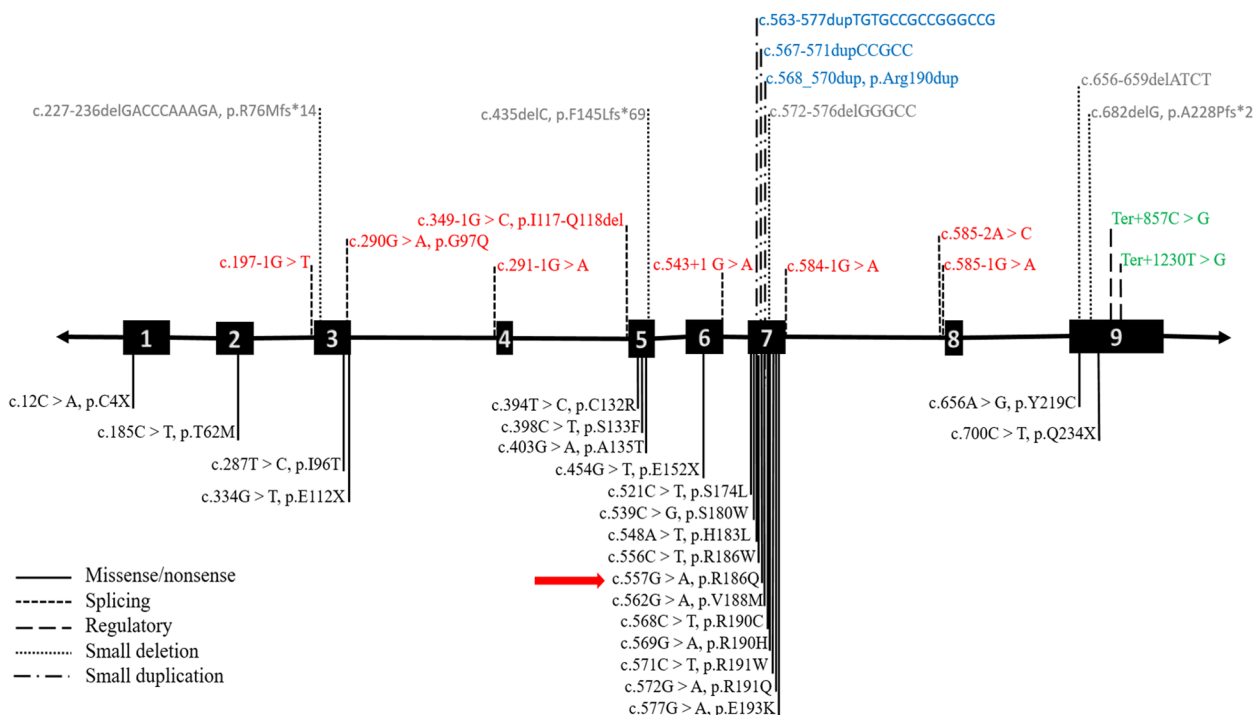 c.563-577dupTGTGCCGCCGGGCCG
c.567-571dupCCGCC
c.568_570dup, p.Arg190dup
c.656-659delATCT
c.227-236delGACCCAAAGA, p.R76Mfs*14
c.435delC, p.F145Lfs*69
c.572-576delGGGCC
c.682delG, p.A228Pfs*2
c.349-1G > C, p.I117-Q118del
Ter+857C > G
c.290G > A, p.G97Q
c.585-2A > C
c.197-1G > T
c.291-1G > A
c.543+1 G > A
c.584-1G > A
c.585-1G > A
Ter+1230T > G
1 2 3 4 5 6 7 8 9
c.12C > A, p.C4X
c.394T > C, p.C132R
c.656A > G, p.Y219C
c.185C > T, p.T62M
c.398C > T, p.S133F
c.700C > T, p.Q234X
c.403G > A, p.A135T
c.287T > C, p.I96T
c.454G > T, p.E152X
c.334G > T, p.E112X
c.521C > T, p.S174L
c.539C > G, p.S180W
c.548A > T, p.H183L
c.556C > T, p.R186W
c.557G > A, p.R186Q
c.562G > A, p.V188M
c.568C > T, p.R190C
c.569G > A, p.R190H
c.571C > T, p.R191W
c.572G > A, p.R191Q
c.577G > A, p.E193K
Missense/nonsense
Splicing
Regulatory
Small deletion
Small duplication